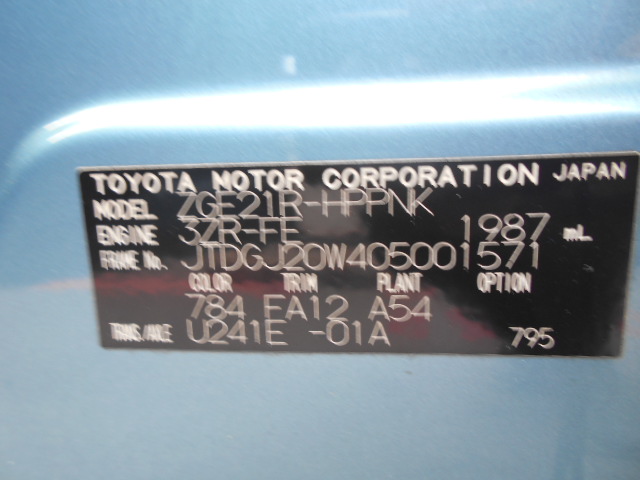 TOYOTA MOTOR CORPORATION JAPAN
MODEL ZGE21R-HPPNK
ENGINE 3ZR-FE 1987 mL
FRAME No. JTDGJ20W405001571
COLOR TRIM PLANT OPTION
784 FA12 A54
TRANS./AXLE U241E -01A 795